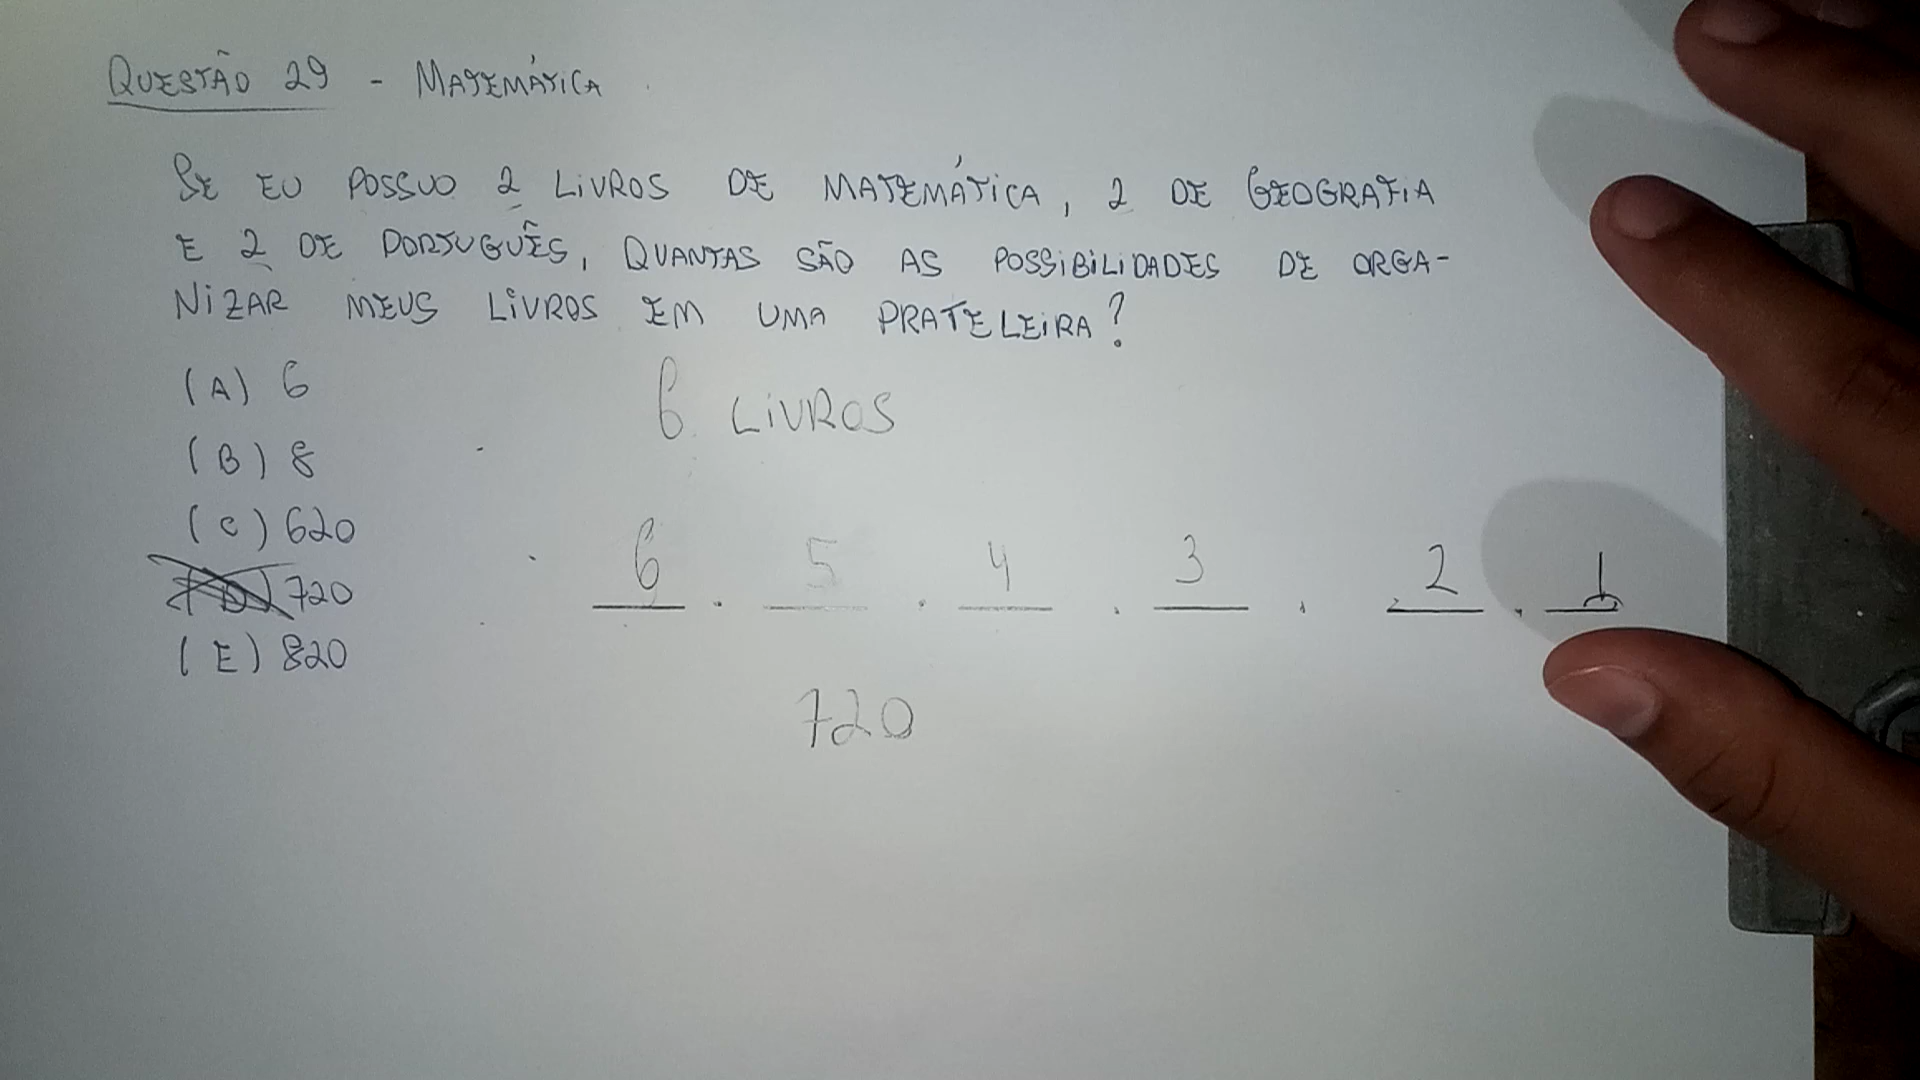 QUESTÃO 29 - MATEMÁTICA
SE EU POSSUO 2 LIVROS DE MATEMÁTICA, 2 DE GEOGRAFIA
E 2 DE PORTUGUÊS, QUANTAS SÃO AS POSSIBILIDADES DE ORGA-
NIZAR MEUS LIVROS EM UMA PRATELEIRA?
(A) 6
(B) 8
(C) 620
(D) 720
(E) 820
6 LIVROS
6 . 5 . 4 . 3 . 2 . 1
720